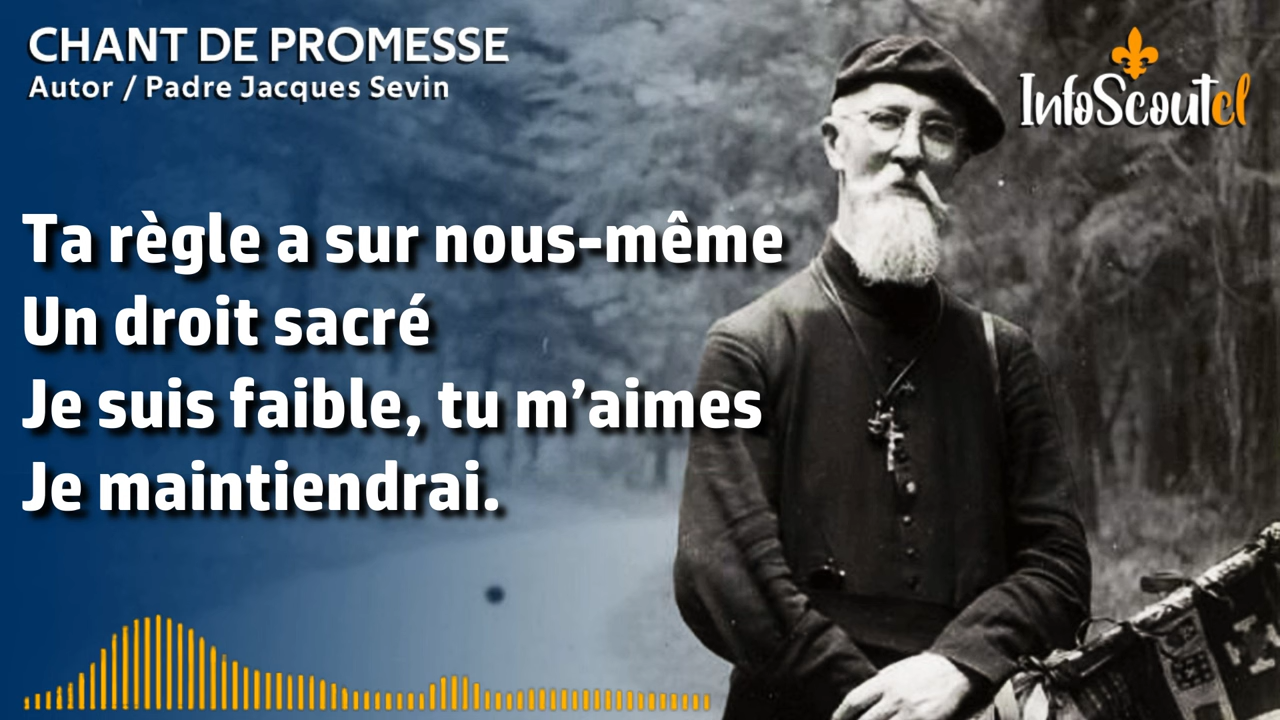 CHANT DE PROMESSE
Autor / Padre Jacques Sevin
InfoScoutcl
Ta règle a sur nous-même
Un droit sacré
Je suis faible, tu m’aimes
Je maintiendrai.